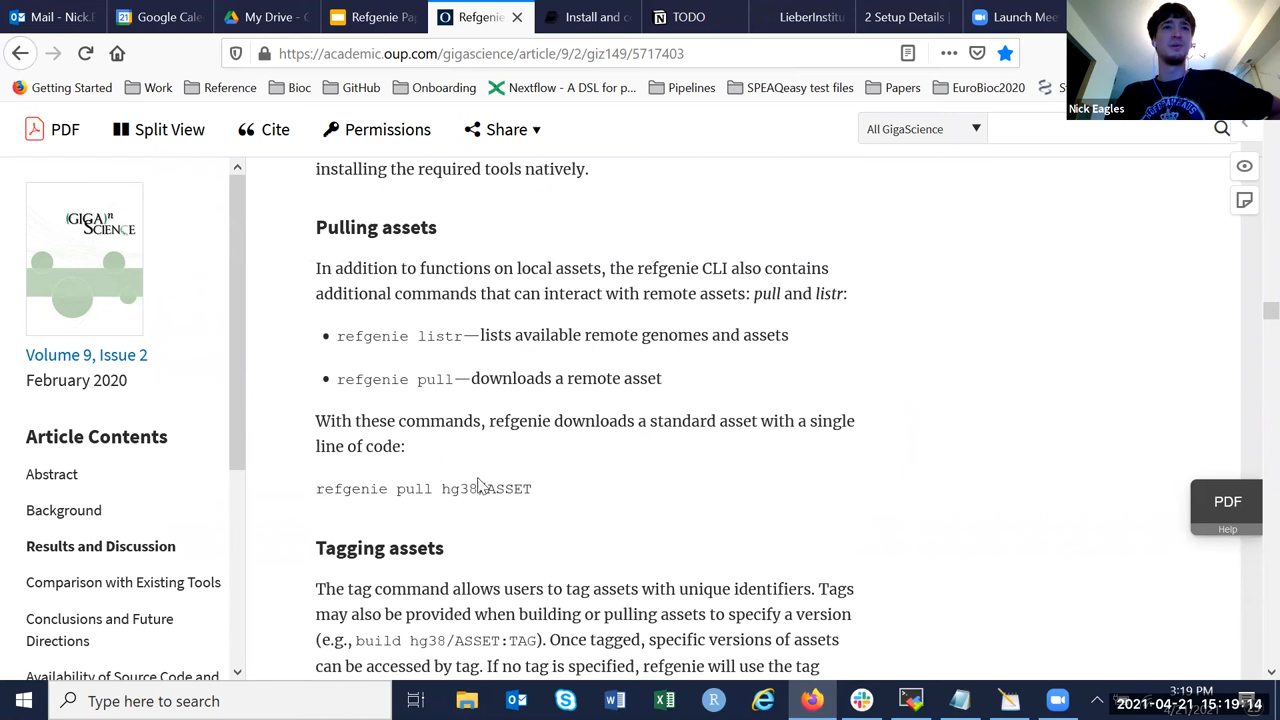 Mail - Nick.E
Google Cale
My Drive - G
Refgenie Pa
Refgenie
Install and c
TODO
LieberInstitu
2 Setup Details
Launch Mee
https://academic.oup.com/gigascience/article/9/2/giz149/5717403
Getting Started
Work
Reference
Bioc
GitHub
Onboarding
Nextflow - A DSL for p...
Pipelines
SPEAQeasy test files
Papers
EuroBioc2020
Nick Eagles
PDF
Split View
Cite
Permissions
Share
All GigaScience
(GIGA)n
SCIENCE
Volume 9, Issue 2
February 2020
Article Contents
Abstract
Background
Results and Discussion
Comparison with Existing Tools
Conclusions and Future
Directions
Availability of Source Code and
installing the required tools natively.
Pulling assets
In addition to functions on local assets, the refgenie CLI also contains
additional commands that can interact with remote assets: pull and listr:
• refgenie listr—lists available remote genomes and assets
• refgenie pull—downloads a remote asset
With these commands, refgenie downloads a standard asset with a single
line of code:
refgenie pull hg38/ASSET
Tagging assets
The tag command allows users to tag assets with unique identifiers. Tags
may also be provided when building or pulling assets to specify a version
(e.g., build hg38/ASSET:TAG). Once tagged, specific versions of assets
can be accessed by tag. If no tag is specified, refgenie will use the tag
PDF
Help
Type here to search
3:19 PM
2021-04-21 15:19:14